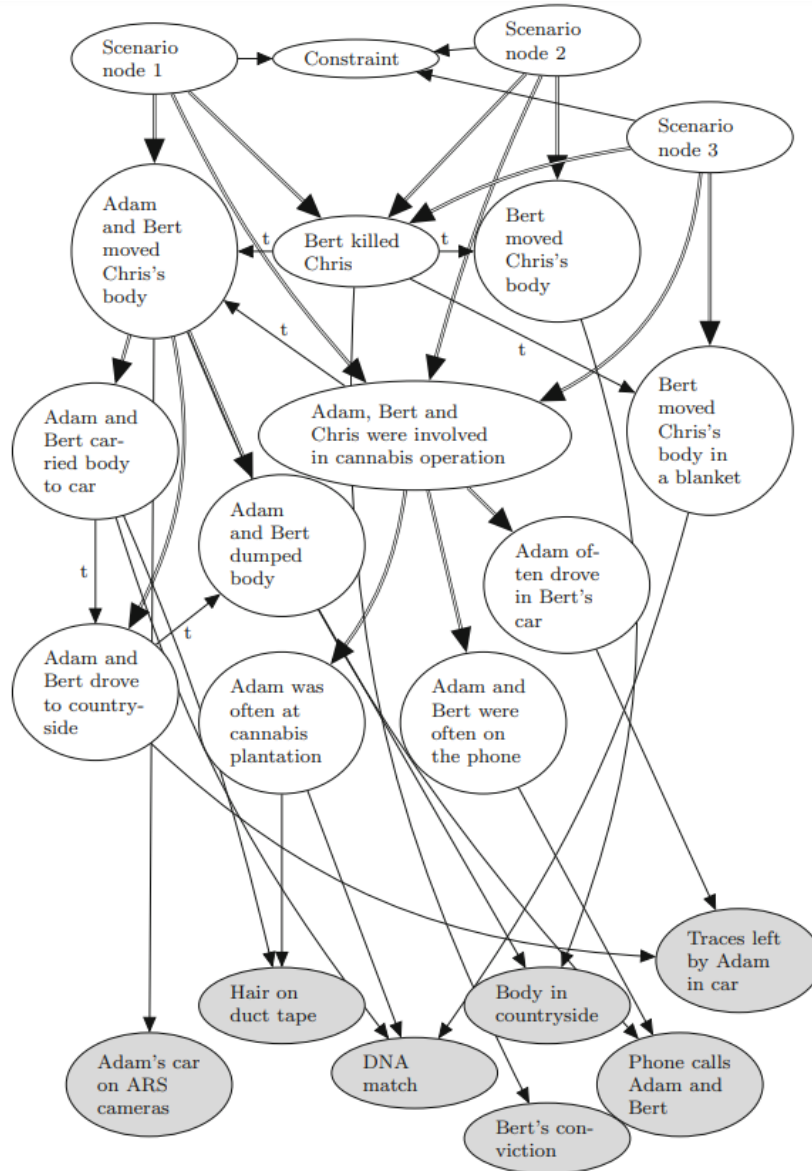 Scenario
node 1
Constraint
Scenario
node 2
Scenario
node 3
Adam
and Bert
moved
Chris's
body
t
Bert killed
Chris
t
Bert
moved
Chris's
body
t
t
Adam and
Bert car-
ried body
to car
Adam, Bert and
Chris were involved
in cannabis operation
Bert
moved
Chris's
body in
a blanket
Adam
and Bert
dumped
body
Adam of-
ten drove
in Bert's
car
t
t
Adam and
Bert drove
to country-
side
Adam was
often at
cannabis
plantation
Adam and
Bert were
often on
the phone
Traces left
by Adam
in car
Hair on
duct tape
Body in
countryside
Adam's car
on ARS
cameras
DNA
match
Phone calls
Adam and
Bert
Bert's con-
viction